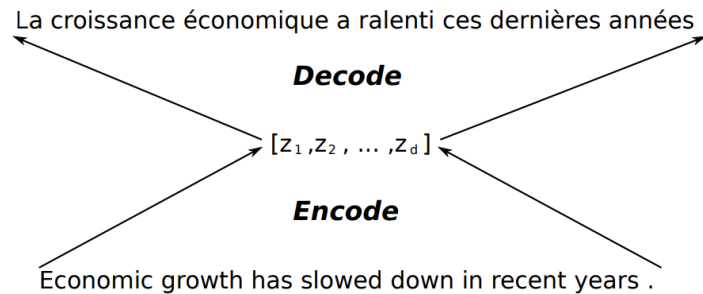 La croissance économique a ralenti ces dernières années
Decode
[z₁ ,z₂ , ... ,z_d ]
Encode
Economic growth has slowed down in recent years .